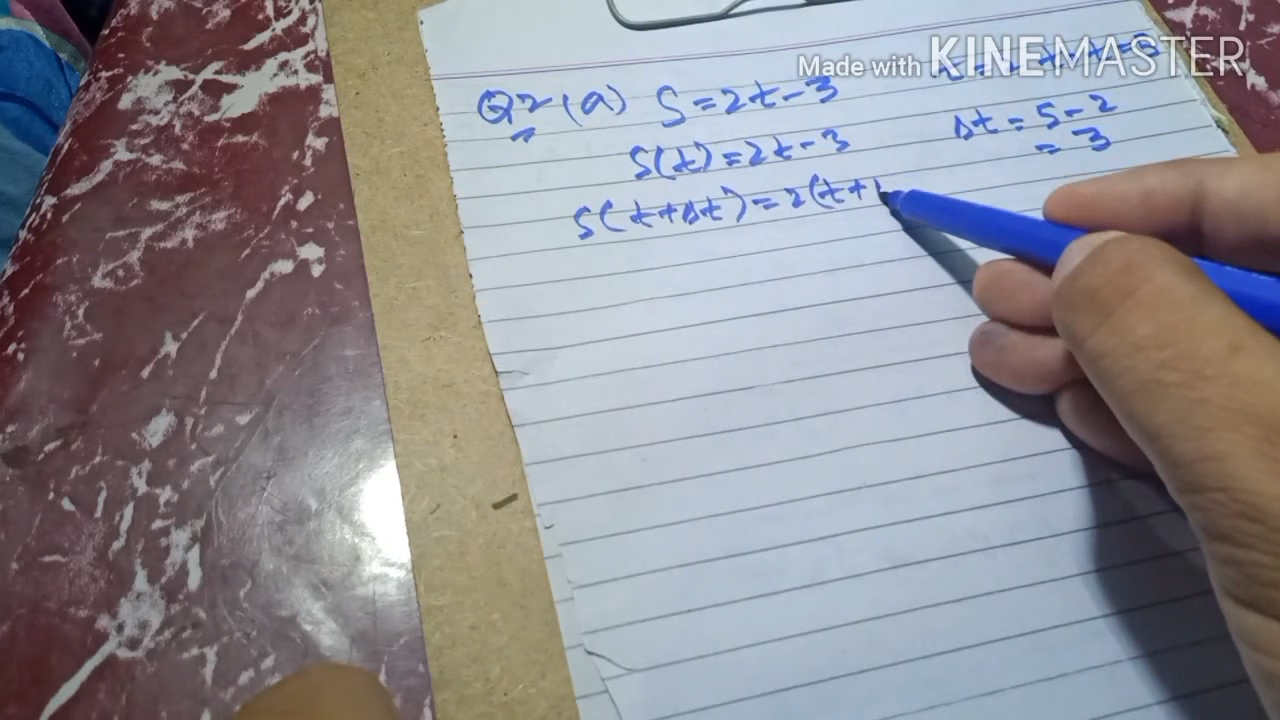 Made with KINEMASTER
Q2 (a) S = 2t - 3
Δt = 5 - 2
= 3
S(t) = 2t - 3
S(t+Δt) = 2(t+